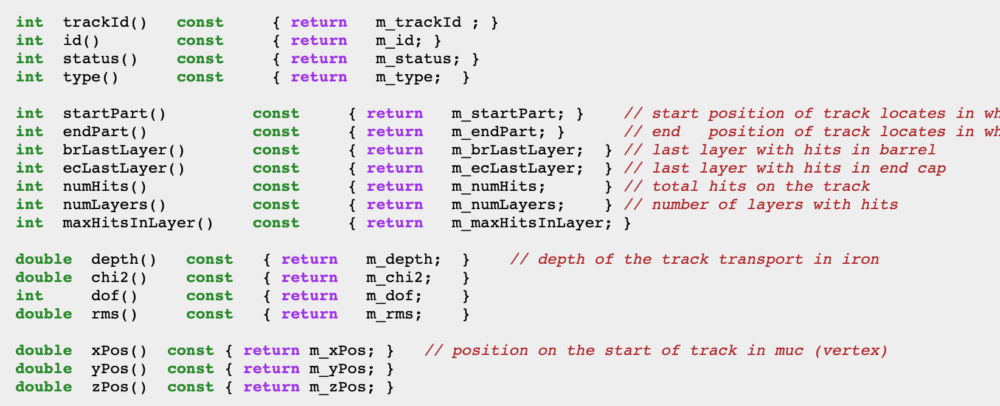 int  trackId()   const     { return   m_trackId ; }
int  id()        const     { return   m_id; }
int  status()    const     { return   m_status; }
int  type()      const     { return   m_type;  }
int  startPart()         const     { return   m_startPart; }    // start position of track locates in
int  endPart()           const     { return   m_endPart; }      // end   position of track locates in
int  brLastLayer()       const     { return   m_brLastLayer;  } // last layer with hits in barrel
int  ecLastLayer()       const     { return   m_ecLastLayer;  } // last layer with hits in end cap
int  numHits()           const     { return   m_numHits;      } // total hits on the track
int  numLayers()         const     { return   m_numLayers;    } // number of layers with hits
int  maxHitsInLayer()    const     { return   m_maxHitsInLayer; }
double  depth()   const   { return   m_depth;  }    // depth of the track transport in iron
double  chi2()    const   { return   m_chi2;   }
int     dof()     const   { return   m_dof;    }
double  rms()     const   { return   m_rms;    }
double  xPos()  const { return m_xPos; }   // position on the start of track in muc (vertex)
double  yPos()  const { return m_yPos; }
double  zPos()  const { return m_zPos; }